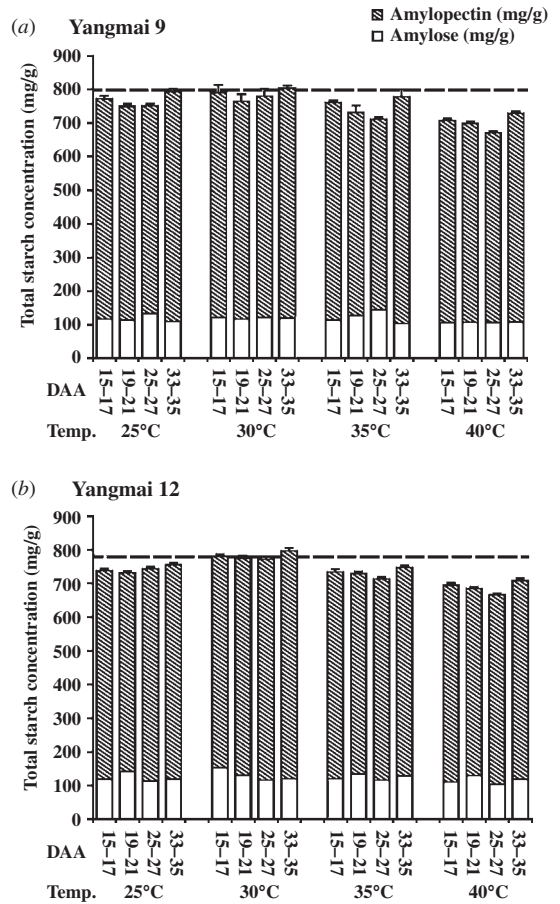 (a) Yangmai 9
Amylopectin (mg/g)
Amylose (mg/g)
Total starch concentration (mg/g)
900
800
700
600
500
400
300
200
100
0
DAA 15–17 19–21 25–27 33–35 15–17 19–21 25–27 33–35 15–17 19–21 25–27 33–35 15–17 19–21 25–27 33–35
Temp. 25°C 30°C 35°C 40°C
(b) Yangmai 12
Total starch concentration (mg/g)
900
800
700
600
500
400
300
200
100
0
DAA 15–17 19–21 25–27 33–35 15–17 19–21 25–27 33–35 15–17 19–21 25–27 33–35 15–17 19–21 25–27 33–35
Temp. 25°C 30°C 35°C 40°C